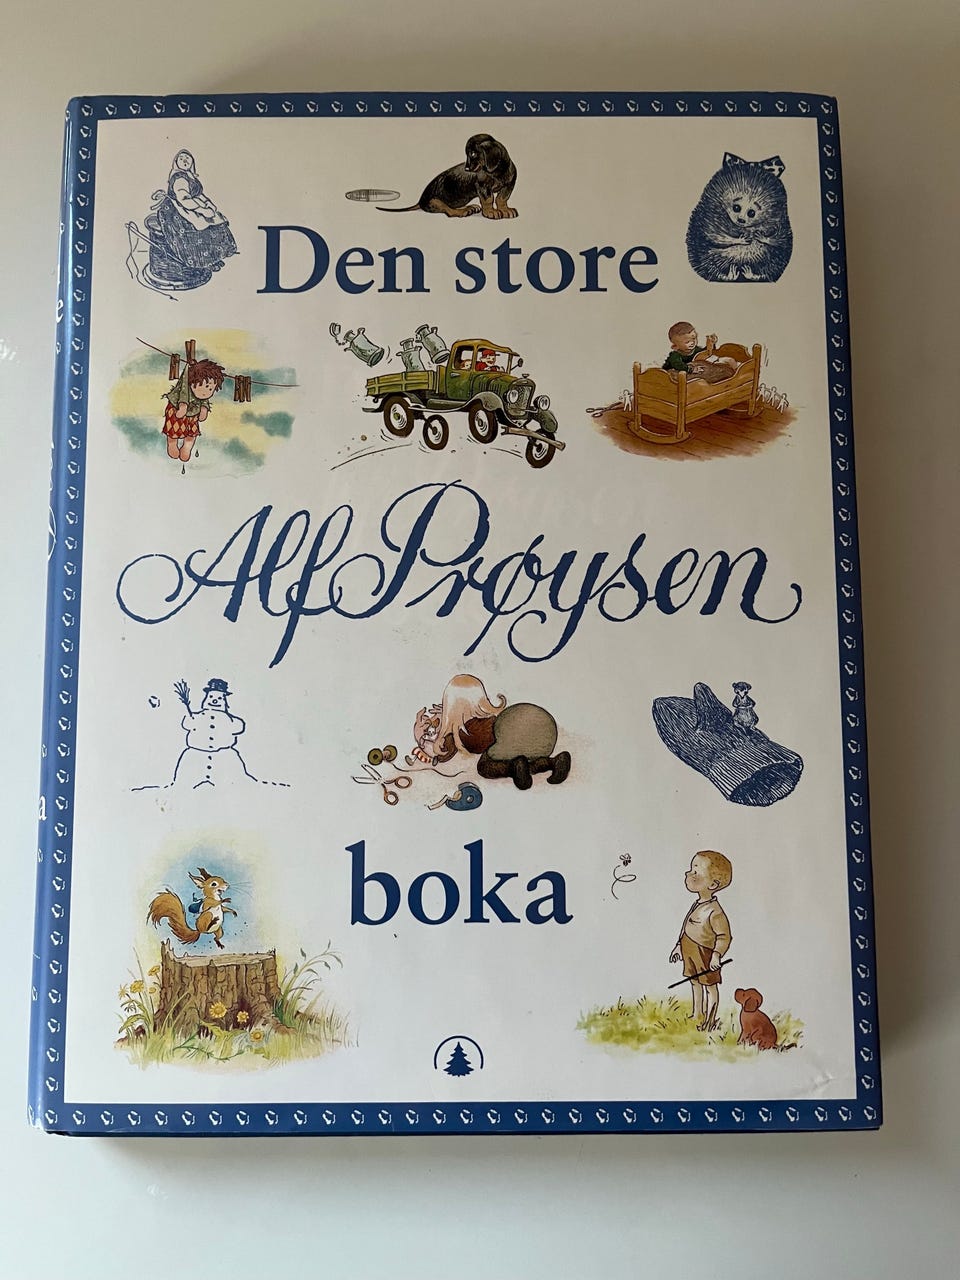 Den store
Alf Prøysen
boka